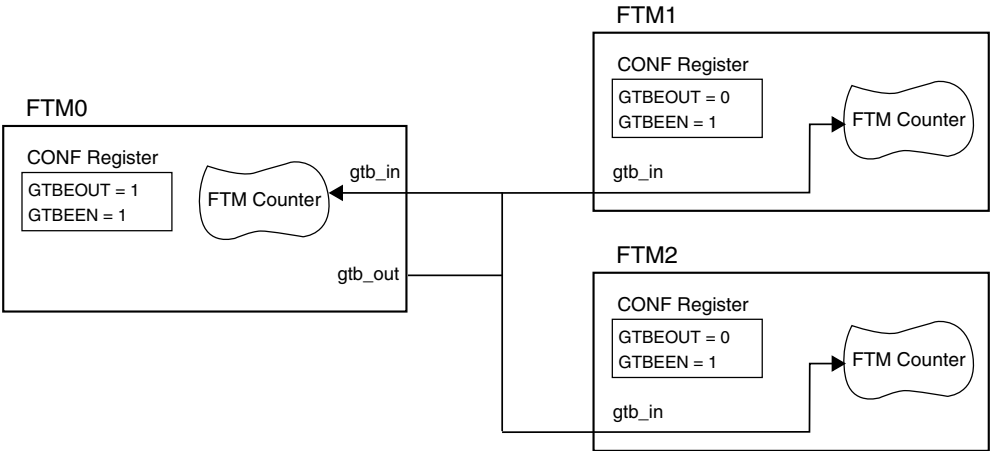 FTM0
CONF Register
GTBEOUT = 1
GTBEEN = 1
FTM Counter
gtb_in
gtb_out
FTM1
CONF Register
GTBEOUT = 0
GTBEEN = 1
FTM Counter
gtb_in
FTM2
CONF Register
GTBEOUT = 0
GTBEEN = 1
FTM Counter
gtb_in